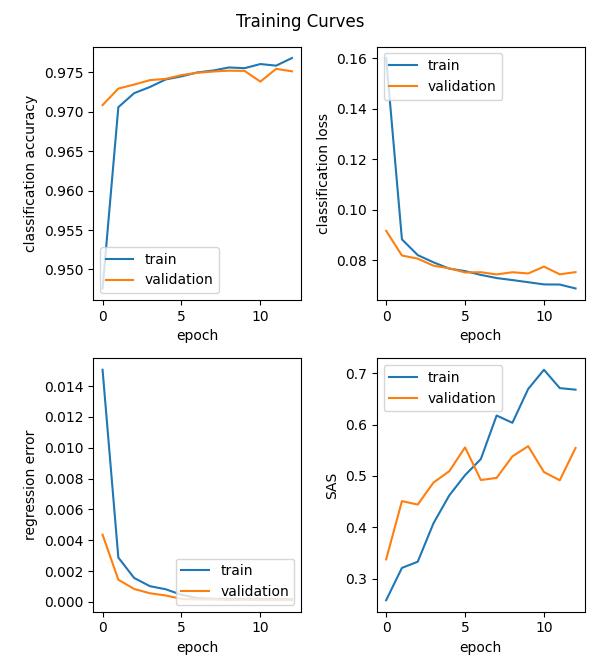 Training Curves
classification accuracy
0.975
0.970
0.965
0.960
0.955
0.950
train
validation
0
5
10
epoch
classification loss
0.16
0.14
0.12
0.10
0.08
train
validation
0
5
10
epoch
regression error
0.014
0.012
0.010
0.008
0.006
0.004
0.002
0.000
train
validation
0
5
10
epoch
SAS
0.7
0.6
0.5
0.4
0.3
train
validation
0
5
10
epoch